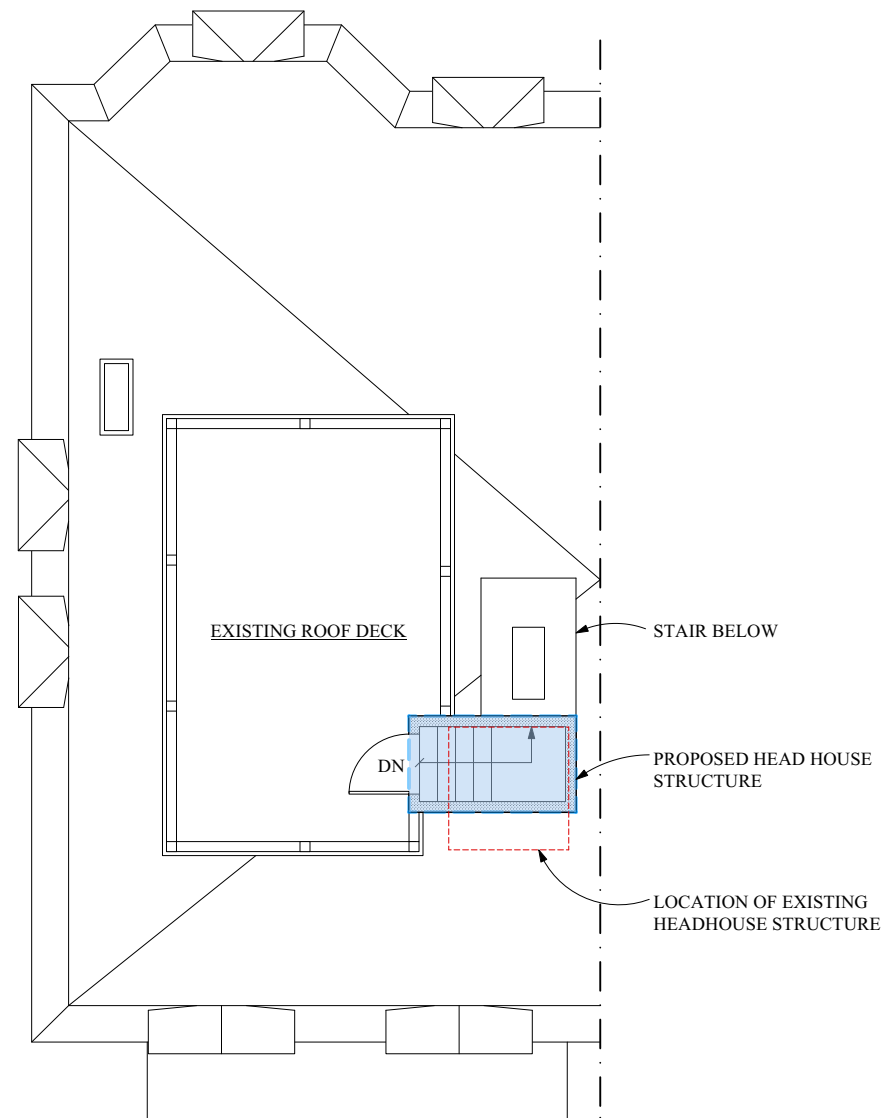 EXISTING ROOF DECK
STAIR BELOW
DN
PROPOSED HEAD HOUSE
STRUCTURE
LOCATION OF EXISTING
HEADHOUSE STRUCTURE